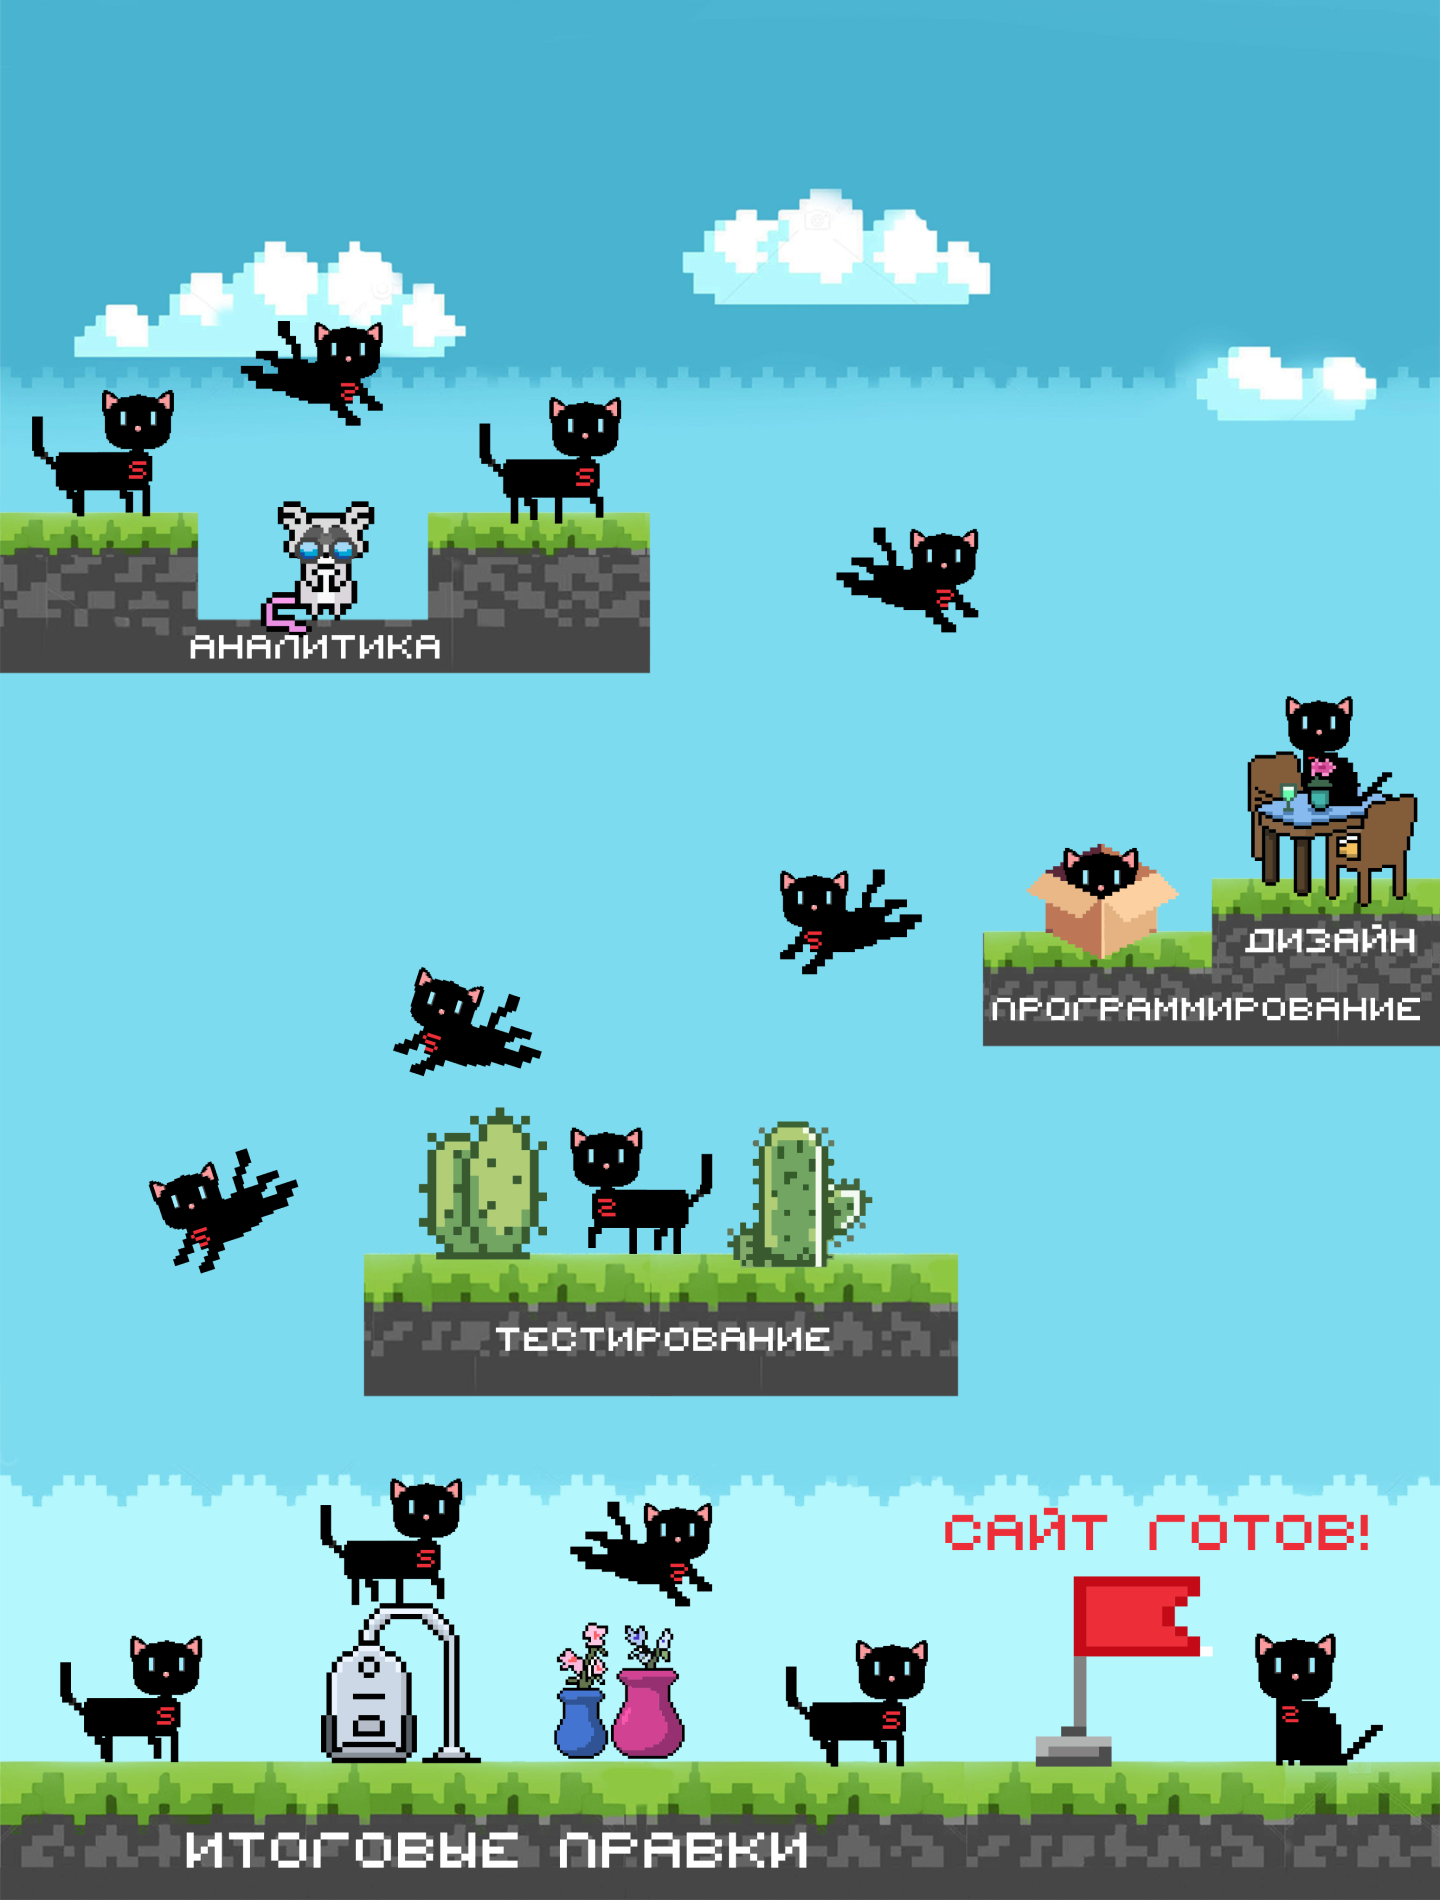 АНАЛИТИКА
ДИЗАЙН
ПРОГРАММИРОВАНИЕ
ТЕСТИРОВАНИЕ
САЙТ ГОТОВ!
ИТОГОВЫЕ ПРАВКИ